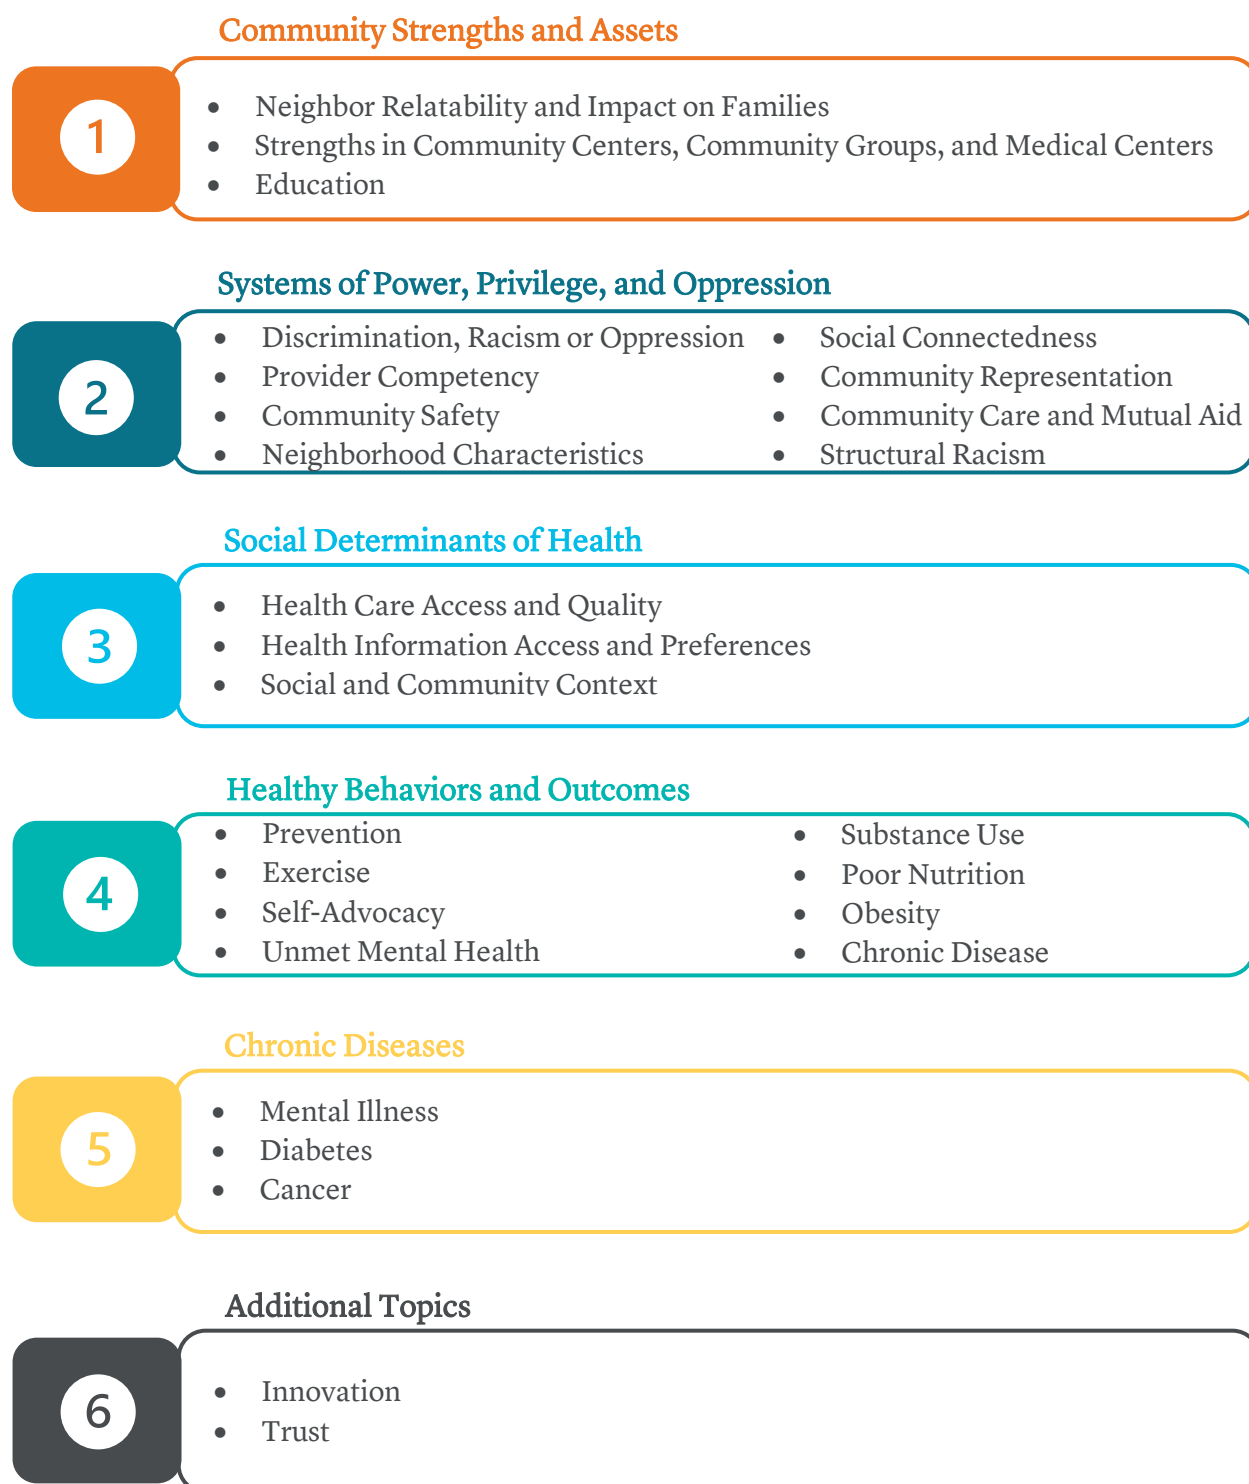 Community Strengths and Assets
1
• Neighbor Relatability and Impact on Families
• Strengths in Community Centers, Community Groups, and Medical Centers
• Education
Systems of Power, Privilege, and Oppression
2
• Discrimination, Racism or Oppression
• Provider Competency
• Community Safety
• Neighborhood Characteristics
• Social Connectedness
• Community Representation
• Community Care and Mutual Aid
• Structural Racism
Social Determinants of Health
3
• Health Care Access and Quality
• Health Information Access and Preferences
• Social and Community Context
Healthy Behaviors and Outcomes
4
• Prevention
• Exercise
• Self-Advocacy
• Unmet Mental Health
• Substance Use
• Poor Nutrition
• Obesity
• Chronic Disease
Chronic Diseases
5
• Mental Illness
• Diabetes
• Cancer
Additional Topics
6
• Innovation
• Trust